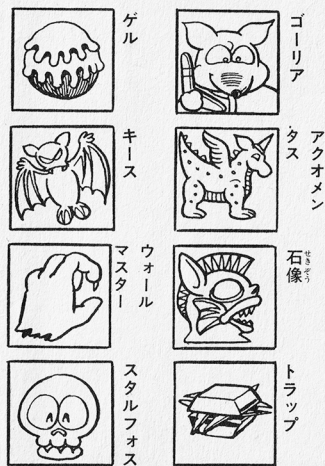 ゴーリア
アクオメン
タス
石像
せきぞう
トラップ
ゲル
キース
ウォール
マスター
スタルフォス